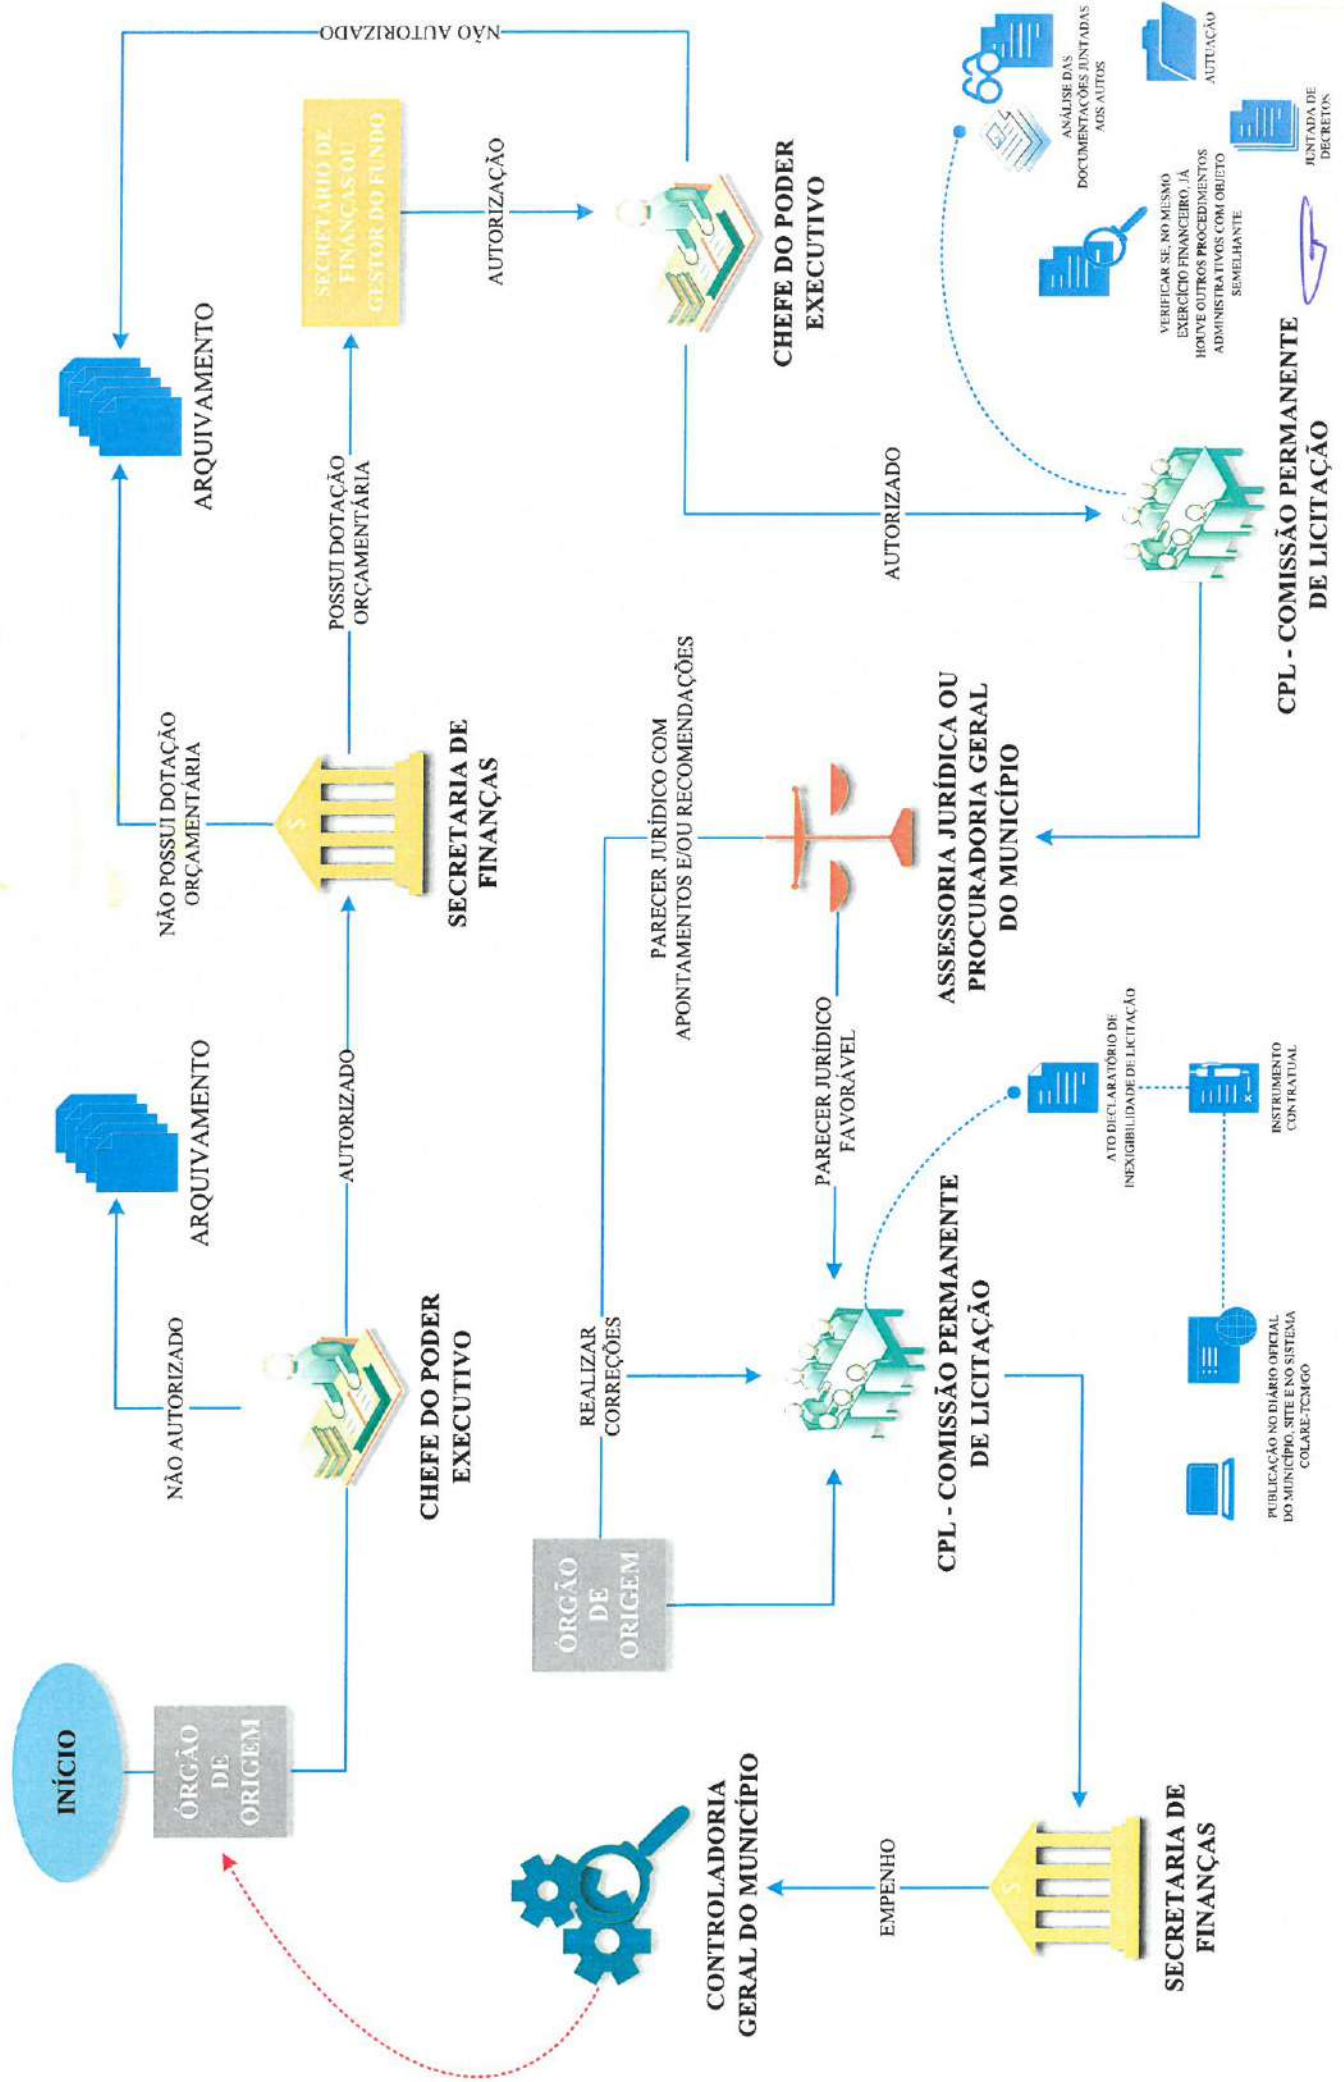 INÍCIO
ÓRGÃO
DE
ORIGEM
NÃO AUTORIZADO
ARQUIVAMENTO
CHEFE DO PODER
EXECUTIVO
AUTORIZADO
NÃO POSSUI DOTAÇÃO
ORÇAMENTÁRIA
ARQUIVAMENTO
SECRETARIA DE
FINANÇAS
POSSUI DOTAÇÃO
ORÇAMENTÁRIA
SECRETÁRIO DE
FINANÇAS OU
GESTOR DO FUNDO
NÃO AUTORIZADO
AUTORIZAÇÃO
CHEFE DO PODER
EXECUTIVO
AUTORIZADO
CPL - COMISSÃO PERMANENTE
DE LICITAÇÃO
ANÁLISE DAS
DOCUMENTAÇÕES JUNTADAS
AOS AUTOS
AUTUAÇÃO
VERIFICAR SE, NO MESMO
EXERCÍCIO FINANCEIRO, JÁ
HOUVE OUTROS PROCEDIMENTOS
ADMINISTRATIVOS COM OBJETO
SEMELHANTE
JUNTADA DE
DECRETOS
ASSESSORIA JURÍDICA OU
PROCURADORIA GERAL
DO MUNICÍPIO
PARECER JURÍDICO COM
APONTAMENTOS E/OU RECOMENDAÇÕES
PARECER JURÍDICO
FAVORÁVEL
REALIZAR
CORREÇÕES
ÓRGÃO
DE
ORIGEM
CPL - COMISSÃO PERMANENTE
DE LICITAÇÃO
ATO DECLARATÓRIO DE
INEXIGIBILIDADE DE LICITAÇÃO
INSTRUMENTO
CONTRATUAL
PUBLICAÇÃO NO DIÁRIO OFICIAL
DO MUNICÍPIO, SITE E NO SISTEMA
COLARE-TCM/GO
SECRETARIA DE
FINANÇAS
EMPENHO
CONTROLADORIA
GERAL DO MUNICÍPIO